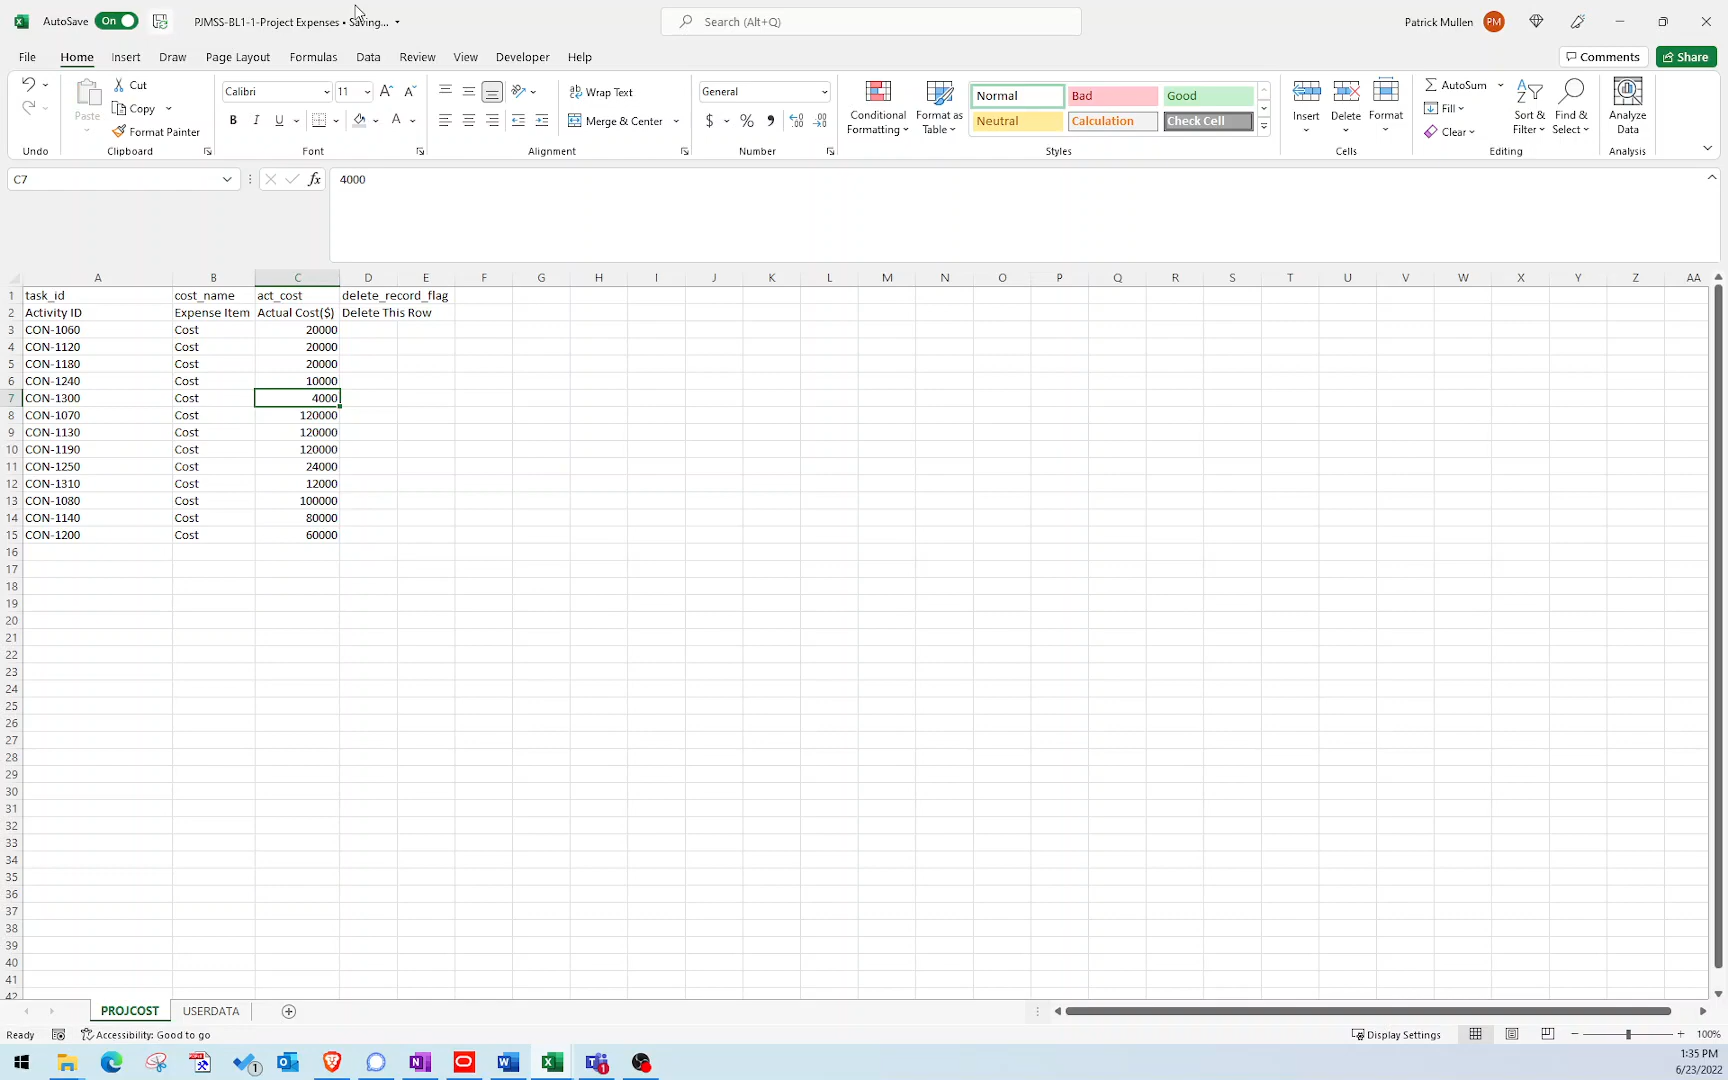 AutoSave On PJMSS-BL1-1-Project Expenses • Saving... Search (Alt+Q) Patrick Mullen PM
File Home Insert Draw Page Layout Formulas Data Review View Developer Help Comments Share
Paste Cut Copy Format Painter
Calibri 11 A A
B I U A
Wrap Text
Merge & Center
General
$ % ,
Conditional Formatting
Format as Table
Normal Bad Good
Neutral Calculation Check Cell
Insert Delete Format
AutoSum
Fill
Clear
Sort & Filter
Find & Select
Analyze Data
Undo Clipboard Font Alignment Number Styles Cells Editing Analysis
C7 fx 4000
A B C D E F G H I J K L M N O P Q R S T U V W X Y Z AA
1 task_id cost_name act_cost delete_record_flag
2 Activity ID Expense Item Actual Cost($) Delete This Row
3 CON-1060 Cost 20000
4 CON-1120 Cost 20000
5 CON-1180 Cost 20000
6 CON-1240 Cost 10000
7 CON-1300 Cost 4000
8 CON-1070 Cost 120000
9 CON-1130 Cost 120000
10 CON-1190 Cost 120000
11 CON-1250 Cost 24000
12 CON-1310 Cost 12000
13 CON-1080 Cost 100000
14 CON-1140 Cost 80000
15 CON-1200 Cost 60000
16
17
18
19
20
21
22
23
24
25
26
27
28
29
30
31
32
33
34
35
36
37
38
39
40
41
42
PROJCOST USERDATA
Ready Accessibility: Good to go Display Settings 100%
1:35 PM
6/23/2022